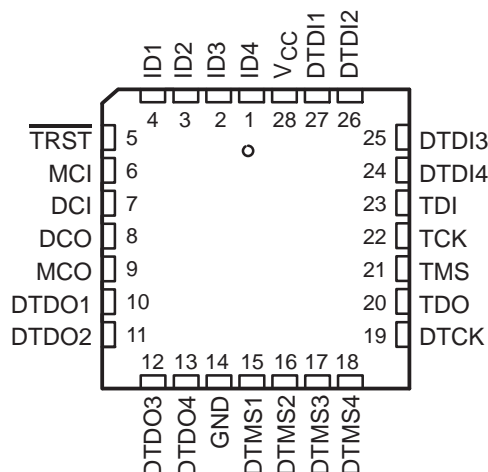 ID1 ID2 ID3 ID4 VCC DTDI1 DTDI2
4 3 2 1 28 27 26
TRST 5 25 DTDI3
MCI 6 24 DTDI4
DCI 7 23 TDI
DCO 8 22 TCK
MCO 9 21 TMS
DTDO1 10 20 TDO
DTDO2 11 19 DTCK
12 13 14 15 16 17 18
DTDO3 DTDO4 GND DTMS1 DTMS2 DTMS3 DTMS4